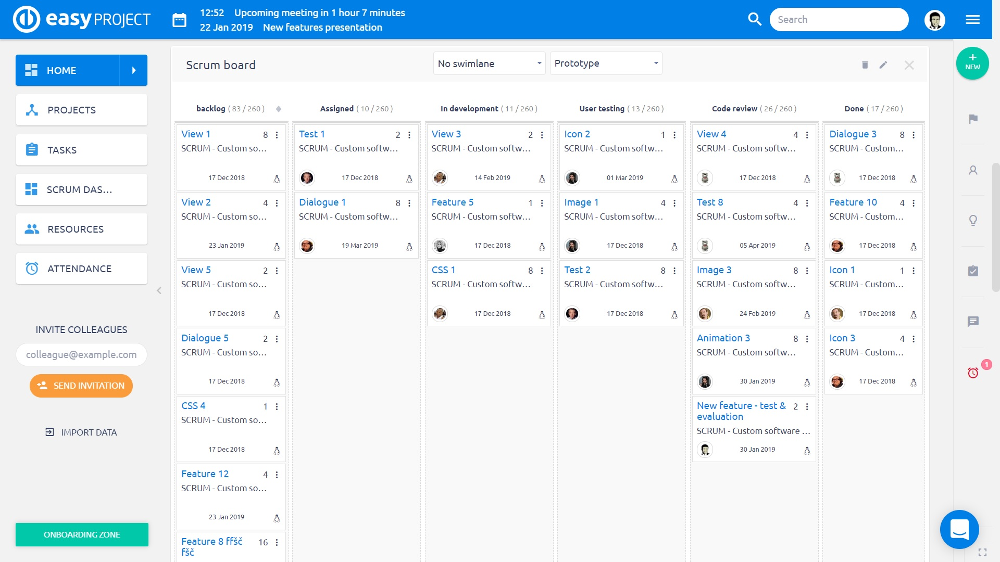 easy PROJECT
12:52 Upcoming meeting in 1 hour 7 minutes
22 Jan 2019 New features presentation
Search
HOME
PROJECTS
TASKS
SCRUM DAS...
RESOURCES
ATTENDANCE
INVITE COLLEAGUES
colleague@example.com
SEND INVITATION
IMPORT DATA
ONBOARDING ZONE
Scrum board
No swimlane
Prototype
backlog ( 83 / 260 )
View 1 8
SCRUM - Custom so...
17 Dec 2018
View 2 4
SCRUM - Custom so...
23 Jan 2019
View 5 2
SCRUM - Custom so...
17 Dec 2018
Dialogue 5 2
SCRUM - Custom so...
17 Dec 2018
CSS 4 1
SCRUM - Custom so...
17 Dec 2018
Feature 12 4
SCRUM - Custom so...
23 Jan 2019
Feature 8 ffšč 16
fšč
Assigned ( 10 / 260 )
Test 1 2
SCRUM - Custom softw...
17 Dec 2018
Dialogue 1 8
SCRUM - Custom softw...
19 Mar 2019
In development ( 11 / 260 )
View 3 2
SCRUM - Custom softw...
14 Feb 2019
Feature 5 1
SCRUM - Custom softw...
17 Dec 2018
CSS 1 8
SCRUM - Custom softw...
17 Dec 2018
User testing ( 13 / 260 )
Icon 2 1
SCRUM - Custom softw...
01 Mar 2019
Image 1 4
SCRUM - Custom softw...
17 Dec 2018
Test 2 8
SCRUM - Custom softw...
17 Dec 2018
Code review ( 26 / 260 )
View 4 4
SCRUM - Custom softw...
17 Dec 2018
Test 8 4
SCRUM - Custom softw...
05 Apr 2019
Image 3 8
SCRUM - Custom softw...
24 Feb 2019
Animation 3 8
SCRUM - Custom softw...
30 Jan 2019
New feature - test & 2
evaluation
SCRUM - Custom software ...
30 Jan 2019
Done ( 17 / 260 )
Dialogue 3 8
SCRUM - Custom...
17 Dec 2018
Feature 10 4
SCRUM - Custom...
17 Dec 2018
Icon 1 1
SCRUM - Custom...
17 Dec 2018
Icon 3 4
SCRUM - Custom...
17 Dec 2018
+
NEW
1